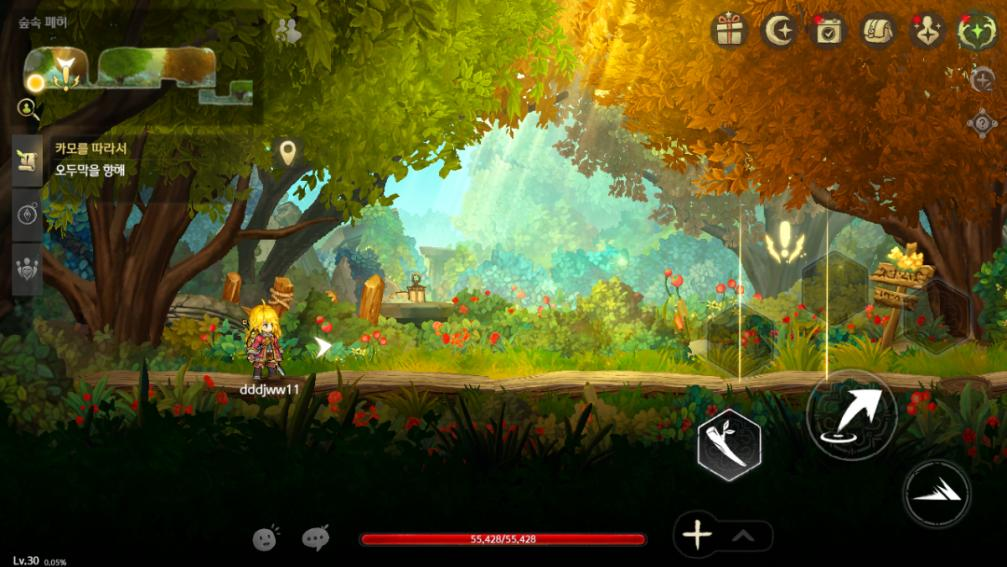 숲속 폐허
카모를 따라서
오두막을 향해
dddjww11
55,428/55,428
Lv.30 0.05%